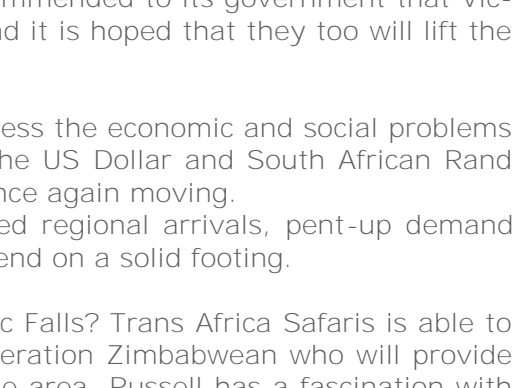 mmended to its government that Vic-
nd it is hoped that they too will lift the
ess the economic and social problems
he US Dollar and South African Rand
nce again moving.
ed regional arrivals, pent-up demand
end on a solid footing.
c Falls? Trans Africa Safaris is able to
eration Zimbabwean who will provide
e area. Russell has a fascination with